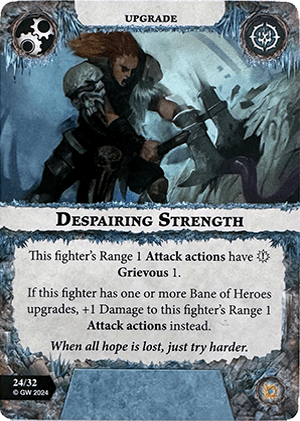 UPGRADE
DESPAIRING STRENGTH
This fighter's Range 1 Attack actions have
Grievous 1.
If this fighter has one or more Bane of Heroes
upgrades, +1 Damage to this fighter's Range 1
Attack actions instead.
When all hope is lost, just try harder.
24/32
© GW 2024